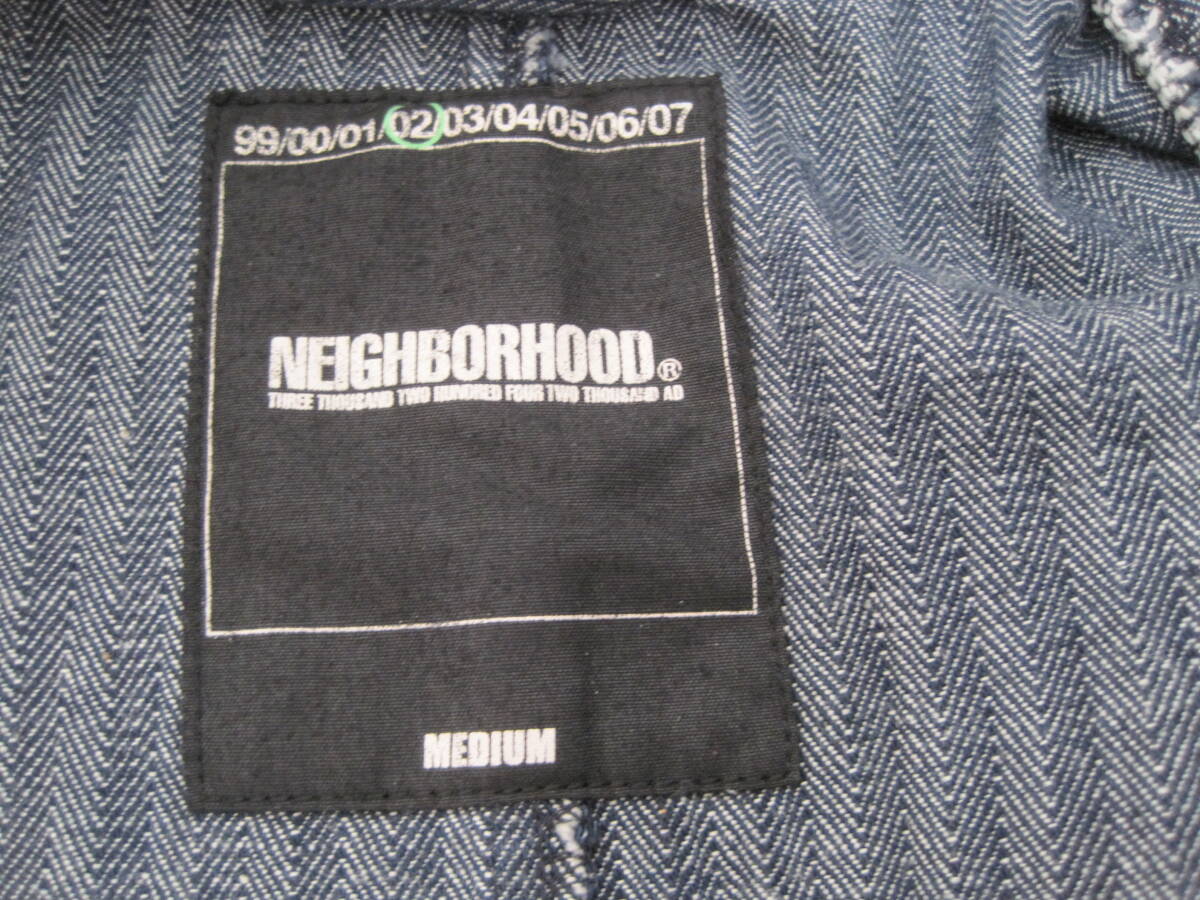 99/00/01/02/03/04/05/06/07
NEIGHBORHOOD®
THREE THOUSAND TWO HUNDRED FOUR TWO THOUSAND AD
MEDIUM